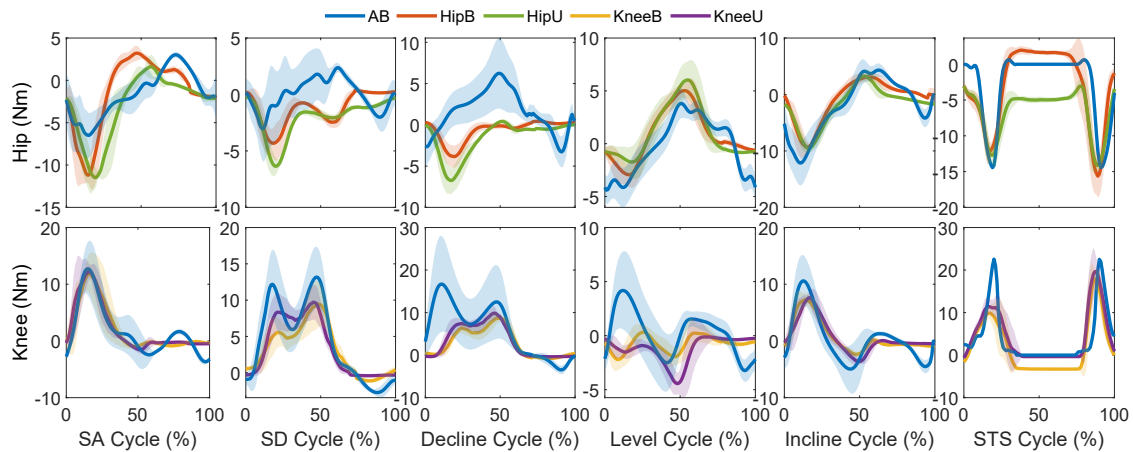 AB HipB HipU KneeB KneeU
5 5 10 10 10 5
0 0 5 5 0 0
-5 -5 0 0 -5
-10 -5 -10 -10
-15 -10 -10 -5 -20 -15 -20
Hip (Nm)
20 20 30 10 20 30
10 15 20 5 10 20
0 10 10 0 0 10
5 0 0
-10 0 -10 -5 -10 -10
Knee (Nm)
0 50 100 0 50 100 0 50 100 0 50 100 0 50 100 0 50 100
SA Cycle (%) SD Cycle (%) Decline Cycle (%) Level Cycle (%) Incline Cycle (%) STS Cycle (%)